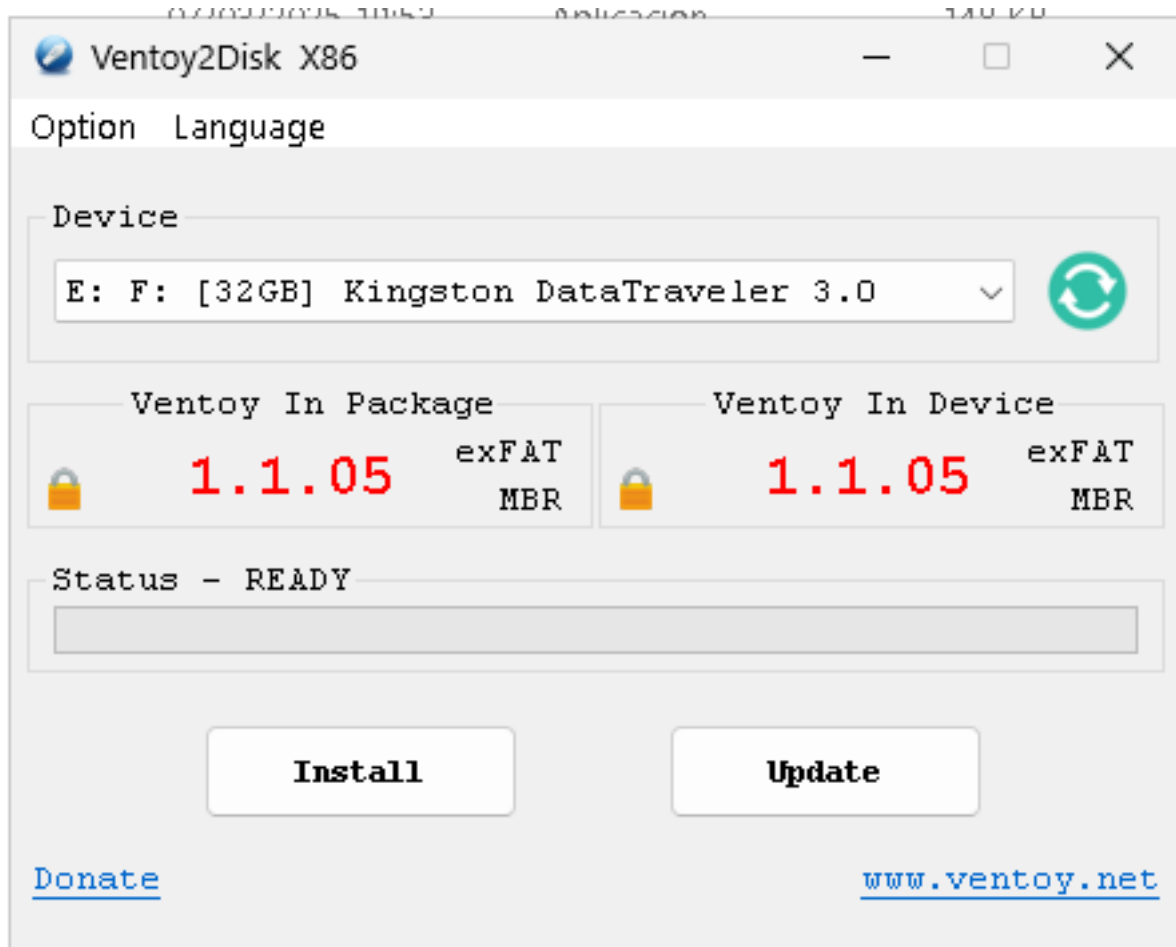 Ventoy2Disk X86
Option Language
Device
E: F: [32GB] Kingston DataTraveler 3.0
Ventoy In Package
1.1.05
exFAT
MBR
Ventoy In Device
1.1.05
exFAT
MBR
Status - READY
Install
Update
Donate
www.ventoy.net